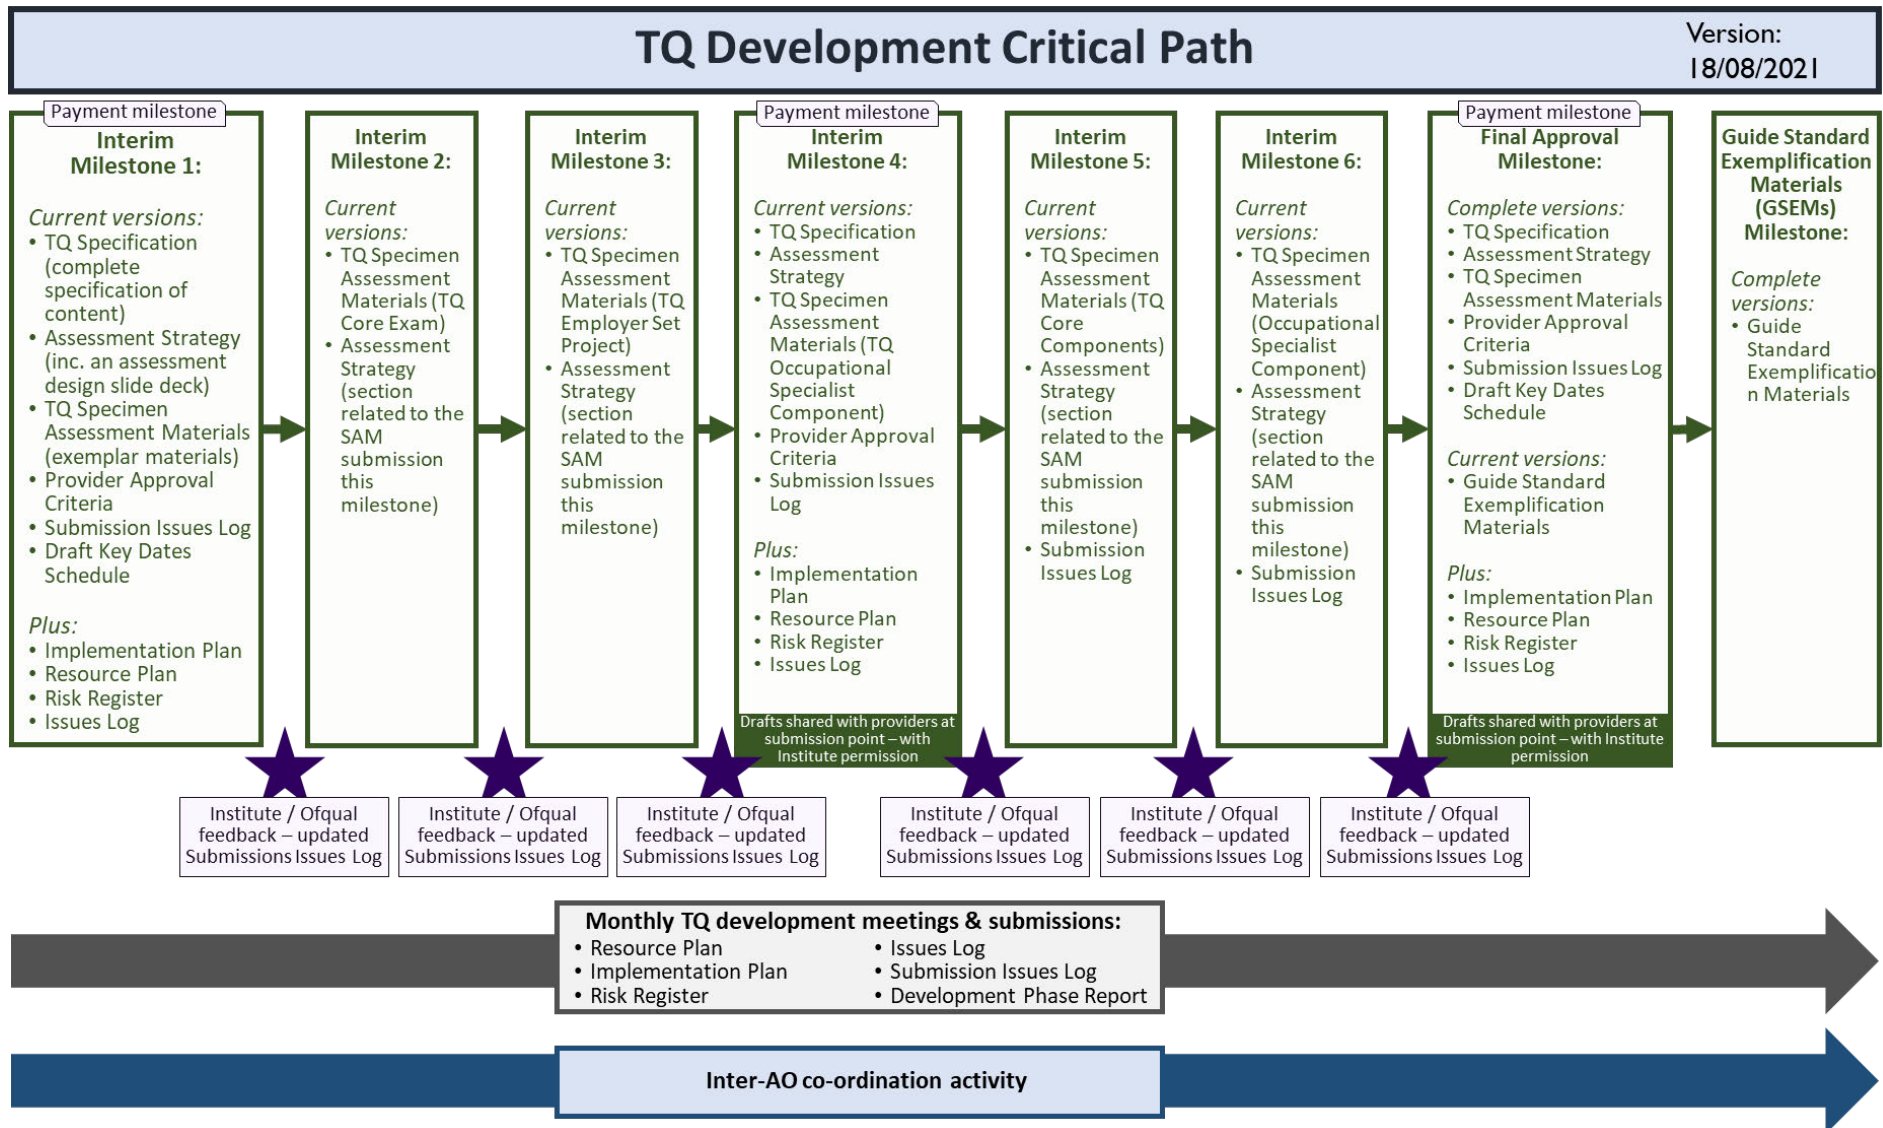 TQ Development Critical Path
Version:
18/08/2021
Payment milestone
Interim
Milestone 1:
Current versions:
• TQ Specification
(complete
specification of
content)
• Assessment Strategy
(inc. an assessment
design slide deck)
• TQ Specimen
Assessment Materials
(exemplar materials)
• Provider Approval
Criteria
• Submission Issues Log
• Draft Key Dates
Schedule
Plus:
• Implementation Plan
• Resource Plan
• Risk Register
• Issues Log
Interim
Milestone 2:
Current
versions:
• TQ Specimen
Assessment
Materials (TQ
Core Exam)
• Assessment
Strategy
(section
related to the
SAM
submission
this
milestone)
Interim
Milestone 3:
Current
versions:
• TQ Specimen
Assessment
Materials (TQ
Employer Set
Project)
• Assessment
Strategy
(section
related to the
SAM
submission
this
milestone)
Payment milestone
Interim
Milestone 4:
Current versions:
• TQ Specification
• Assessment
Strategy
• TQ Specimen
Assessment
Materials (TQ
Occupational
Specialist
Component)
• Provider Approval
Criteria
• Submission Issues
Log
Plus:
• Implementation
Plan
• Resource Plan
• Risk Register
• Issues Log
Drafts shared with providers at
submission point – with
Institute permission
Interim
Milestone 5:
Current
versions:
• TQ Specimen
Assessment
Materials (TQ
Core
Components)
• Assessment
Strategy
(section
related to the
SAM
submission
this
milestone)
• Submission
Issues Log
Interim
Milestone 6:
Current
versions:
• TQ Specimen
Assessment
Materials
(Occupational
Specialist
Component)
• Assessment
Strategy
(section
related to the
SAM
submission
this
milestone)
• Submission
Issues Log
Payment milestone
Final Approval
Milestone:
Complete versions:
• TQ Specification
• Assessment Strategy
• TQ Specimen
Assessment Materials
• Provider Approval
Criteria
• Submission Issues Log
• Draft Key Dates
Schedule
Current versions:
• Guide Standard
Exemplification
Materials
Plus:
• Implementation Plan
• Resource Plan
• Risk Register
• Issues Log
Drafts shared with providers at
submission point – with Institute
permission
Guide Standard
Exemplification
Materials
(GSEMs)
Milestone:
Complete
versions:
• Guide
Standard
Exemplificatio
n Materials
Institute / Ofqual
feedback – updated
Submissions Issues Log
Institute / Ofqual
feedback – updated
Submissions Issues Log
Institute / Ofqual
feedback – updated
Submissions Issues Log
Institute / Ofqual
feedback – updated
Submissions Issues Log
Institute / Ofqual
feedback – updated
Submissions Issues Log
Institute / Ofqual
feedback – updated
Submissions Issues Log
Monthly TQ development meetings & submissions:
• Resource Plan
• Implementation Plan
• Risk Register
• Issues Log
• Submission Issues Log
• Development Phase Report
Inter-AO co-ordination activity